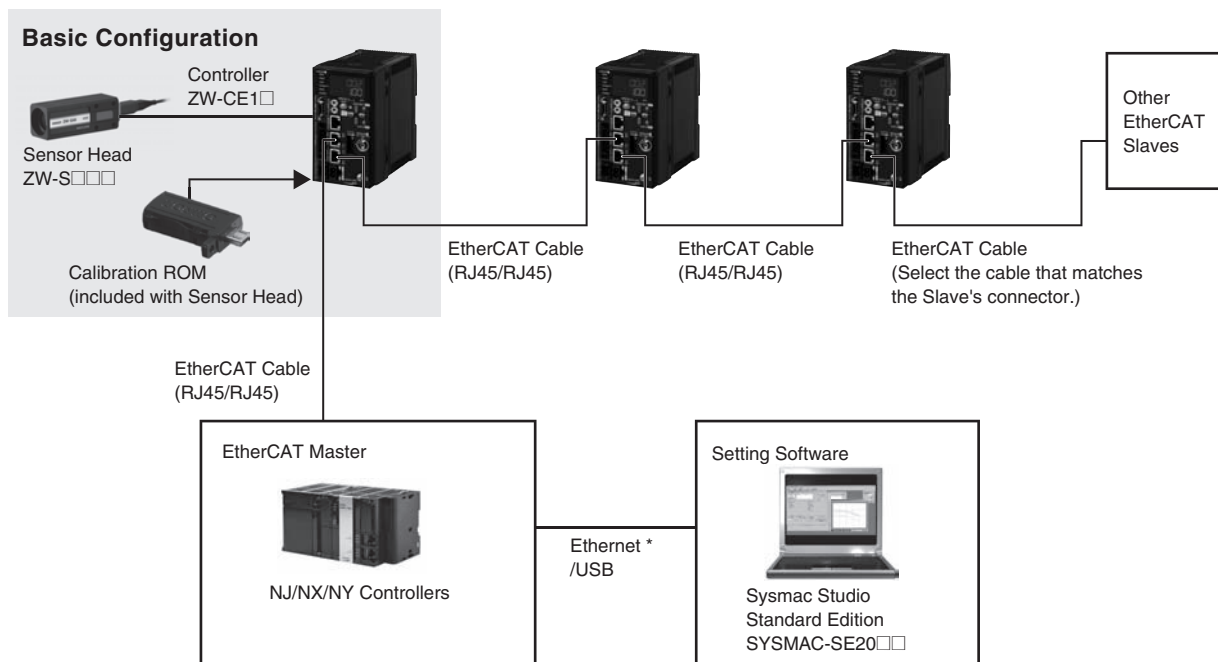 Basic Configuration
Controller
ZW-CE1□
Sensor Head
ZW-S□□□
Calibration ROM
(included with Sensor Head)
EtherCAT Cable
(RJ45/RJ45)
EtherCAT Cable
(RJ45/RJ45)
EtherCAT Cable
(Select the cable that matches
the Slave's connector.)
Other
EtherCAT
Slaves
EtherCAT Cable
(RJ45/RJ45)
EtherCAT Master
NJ/NX/NY Controllers
Ethernet *
/USB
Setting Software
Sysmac Studio
Standard Edition
SYSMAC-SE20□□